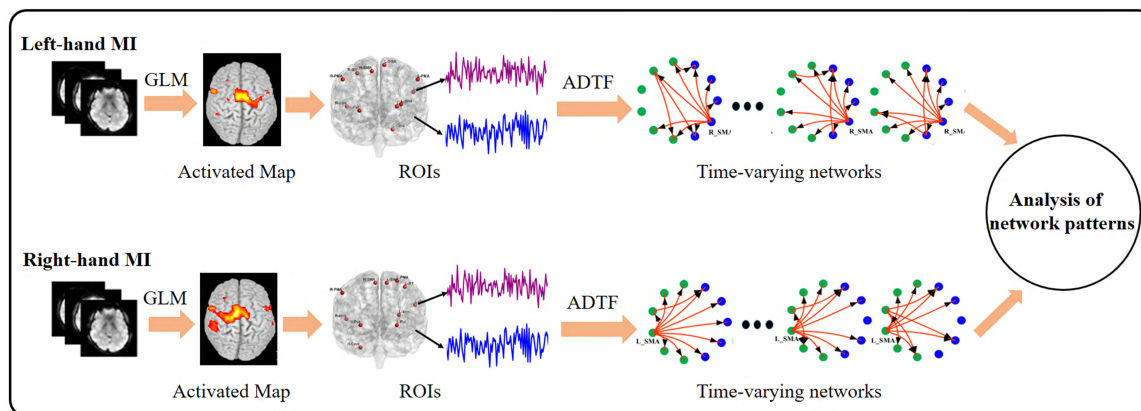 Left-hand MI
GLM
ADTF
R_SMA
R_SMA
R_SMA
Activated Map
ROIs
Time-varying networks
Analysis of
network patterns
Right-hand MI
GLM
ADTF
L_SMA
L_SMA
L_SMA
Activated Map
ROIs
Time-varying networks